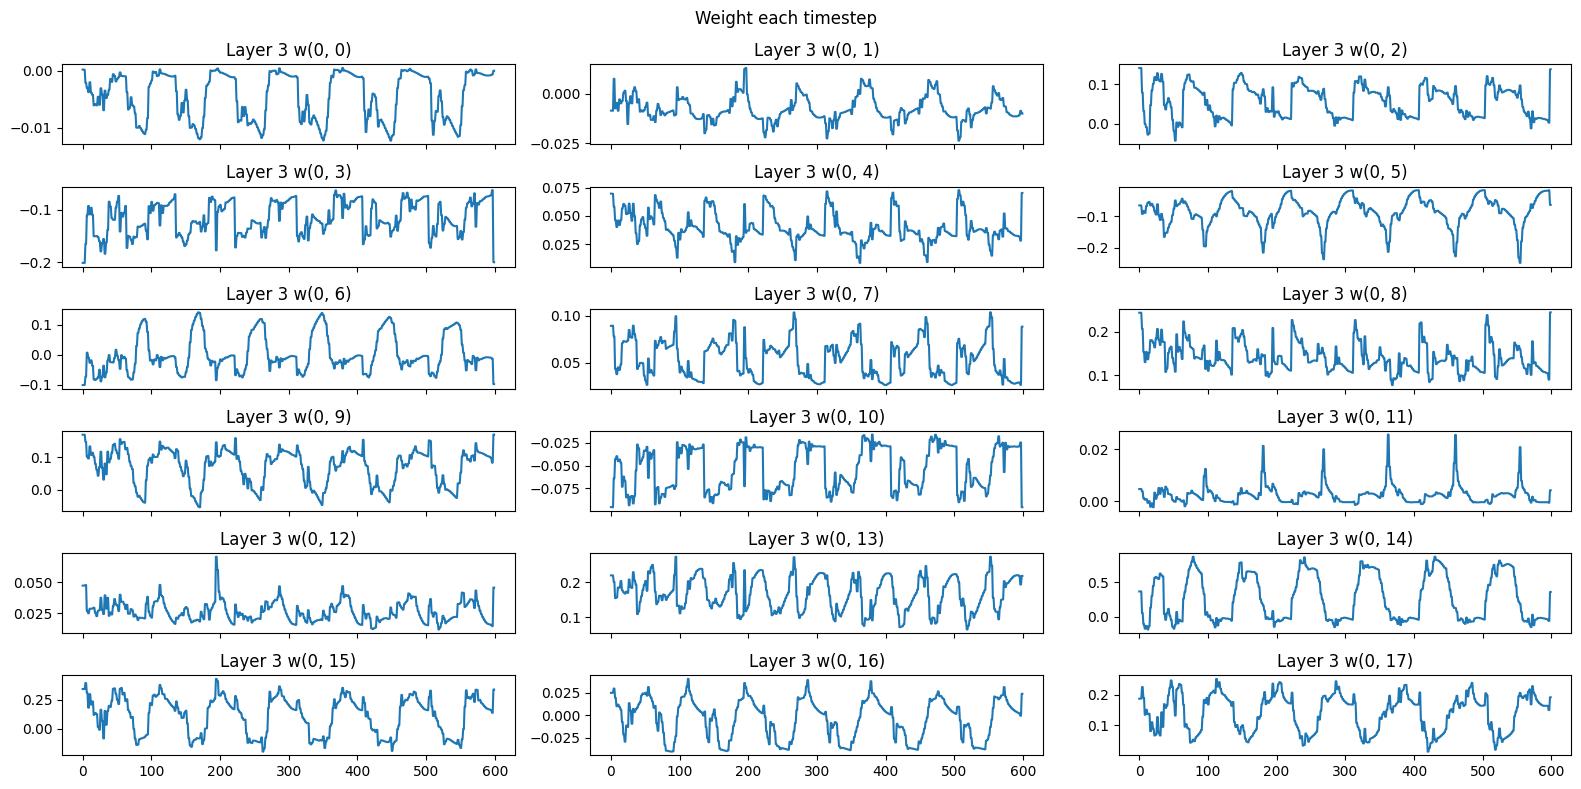 Weight each timestep
Layer 3 w(0, 0)
0.00
−0.01
Layer 3 w(0, 1)
0.000
−0.025
Layer 3 w(0, 2)
0.1
0.0
Layer 3 w(0, 3)
−0.1
−0.2
Layer 3 w(0, 4)
0.075
0.050
0.025
Layer 3 w(0, 5)
−0.1
−0.2
Layer 3 w(0, 6)
0.1
0.0
−0.1
Layer 3 w(0, 7)
0.10
0.05
Layer 3 w(0, 8)
0.2
0.1
Layer 3 w(0, 9)
0.1
0.0
Layer 3 w(0, 10)
−0.025
−0.050
−0.075
Layer 3 w(0, 11)
0.02
0.00
Layer 3 w(0, 12)
0.050
0.025
Layer 3 w(0, 13)
0.2
0.1
Layer 3 w(0, 14)
0.5
0.0
Layer 3 w(0, 15)
0.25
0.00
0 100 200 300 400 500 600
Layer 3 w(0, 16)
0.025
0.000
−0.025
0 100 200 300 400 500 600
Layer 3 w(0, 17)
0.2
0.1
0 100 200 300 400 500 600